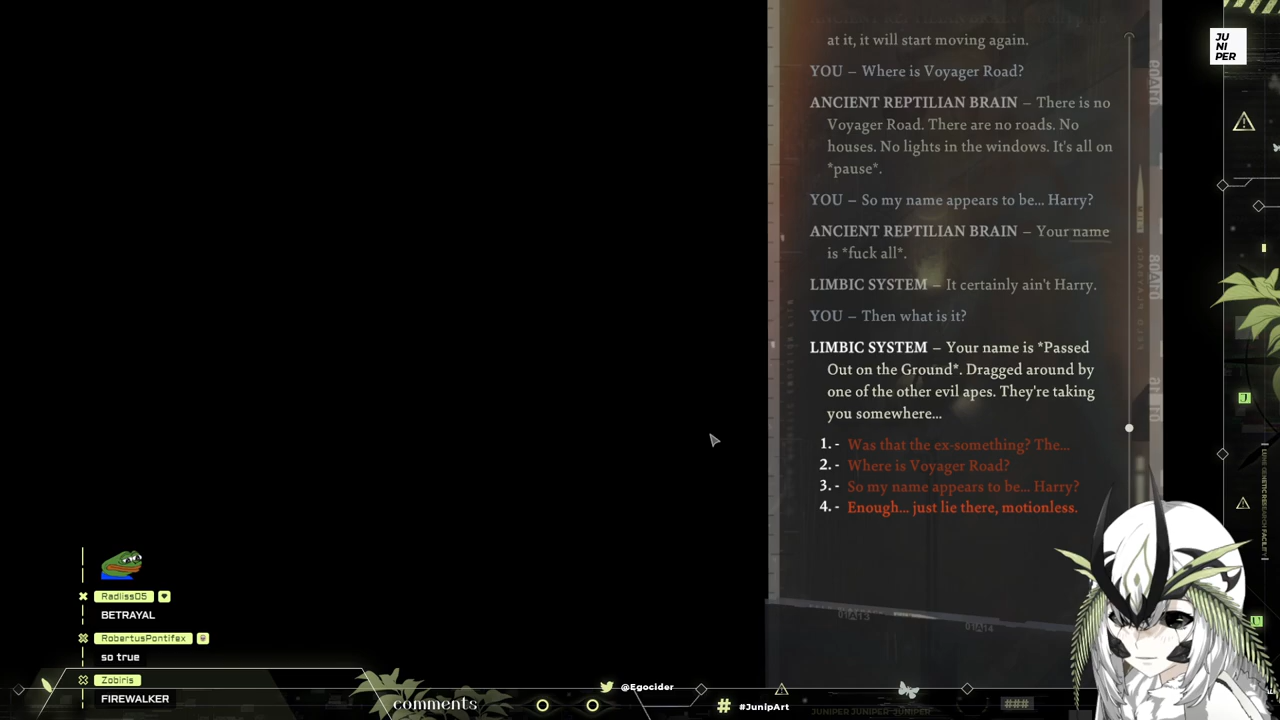 at it, it will start moving again.
YOU – Where is Voyager Road?
ANCIENT REPTILIAN BRAIN – There is no
Voyager Road. There are no roads. No
houses. No lights in the windows. It's all on
*pause*.
YOU – So my name appears to be... Harry?
ANCIENT REPTILIAN BRAIN – Your name
is *fuck all*.
LIMBIC SYSTEM – It certainly ain't Harry.
YOU – Then what is it?
LIMBIC SYSTEM – Your name is *Passed
Out on the Ground*. Dragged around by
one of the other evil apes. They're taking
you somewhere...
1. - Was that the ex-something? The...
2. - Where is Voyager Road?
3. - So my name appears to be... Harry?
4. - Enough... just lie there, motionless.
JU
NI
PER
Radliss05
BETRAYAL
RobertusPontifex
so true
Zobiris
FIREWALKER
comments
@Egocider
#JunipArt
###
JUNIPER JUNIPER JUNIPER